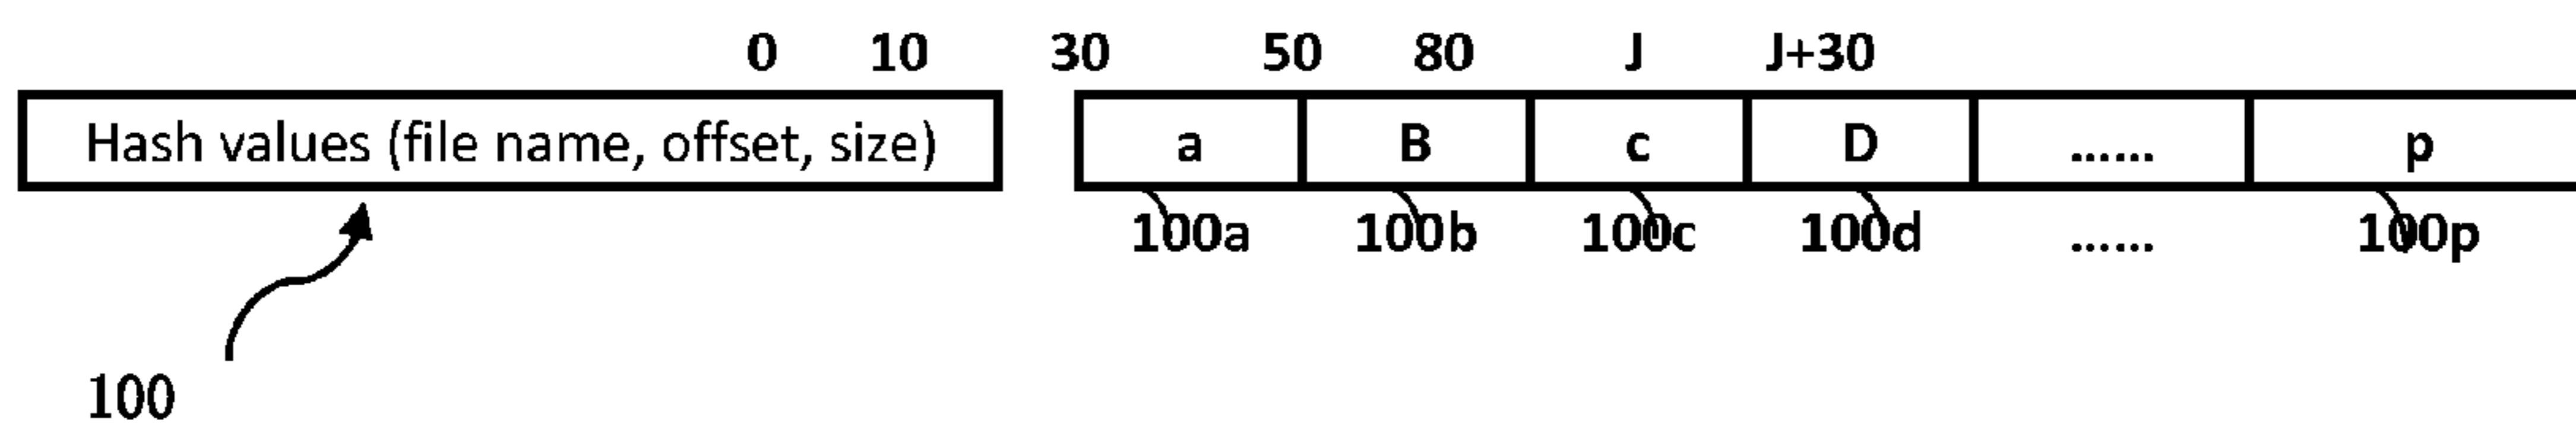 0 10 30 50 80 J J+30
Hash values (file name, offset, size) a B c D ...... p
100a 100b 100c 100d ...... 100p
100